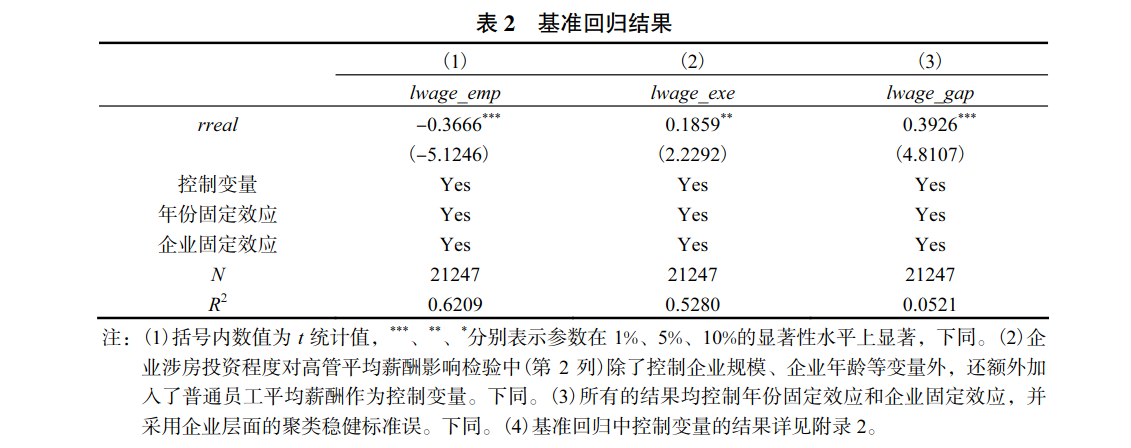 表 2 基准回归结果
(1) (2) (3)
lwage_emp lwage_exe lwage_gap
rreal −0.3666*** 0.1859** 0.3926***
(−5.1246) (2.2292) (4.8107)
控制变量 Yes Yes Yes
年份固定效应 Yes Yes Yes
企业固定效应 Yes Yes Yes
N 21247 21247 21247
R² 0.6209 0.5280 0.0521
注：(1)括号内数值为 t 统计值，***、**、*分别表示参数在 1%、5%、10%的显著性水平上显著，下同。(2)企
业涉房投资程度对高管平均薪酬影响检验中(第 2 列)除了控制企业规模、企业年龄等变量外，还额外加
入了普通员工平均薪酬作为控制变量。下同。(3)所有的结果均控制年份固定效应和企业固定效应，并
采用企业层面的聚类稳健标准误。下同。(4)基准回归中控制变量的结果详见附录 2。